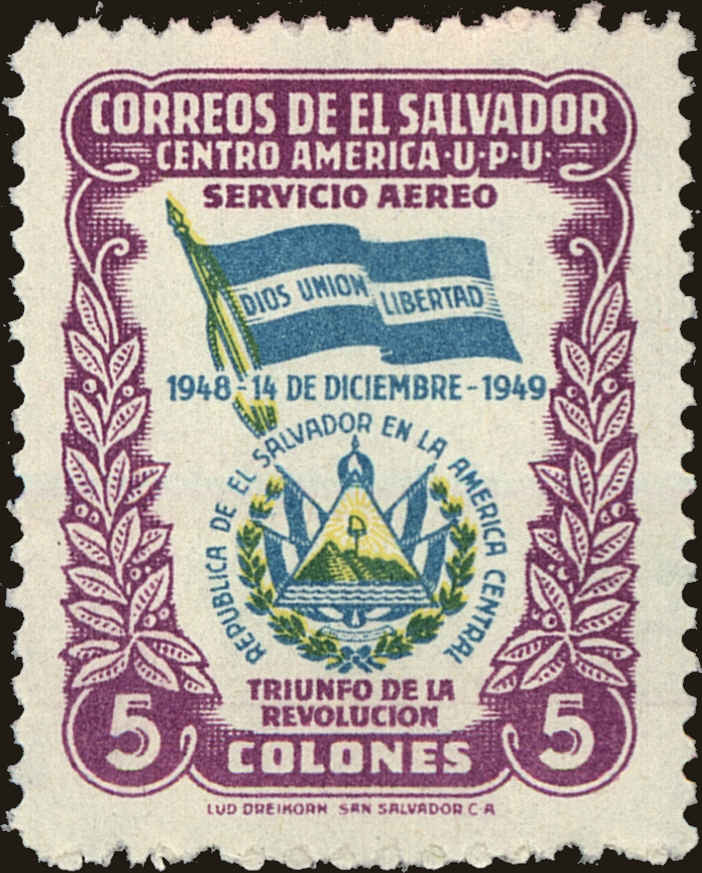 CORREOS DE EL SALVADOR
CENTRO AMERICA·U·P·U·
SERVICIO AEREO
DIOS UNION LIBERTAD
1948-14 DE DICIEMBRE-1949
REPUBLICA DE EL SALVADOR EN LA AMERICA CENTRAL
TRIUNFO DE LA
REVOLUCION
5 COLONES 5
LUD DREIKORN SAN SALVADOR C·A